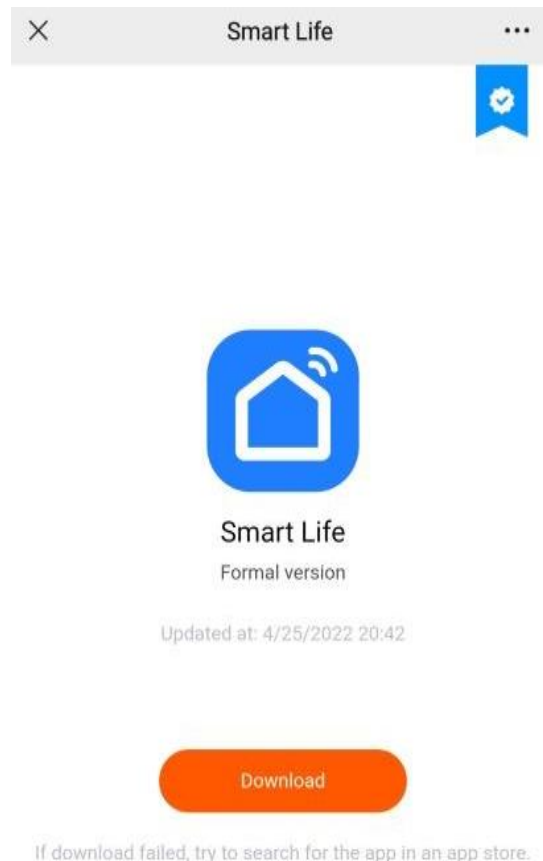 Smart Life
Smart Life
Formal version
Updated at: 4/25/2022 20:42
Download
If download failed, try to search for the app in an app store.